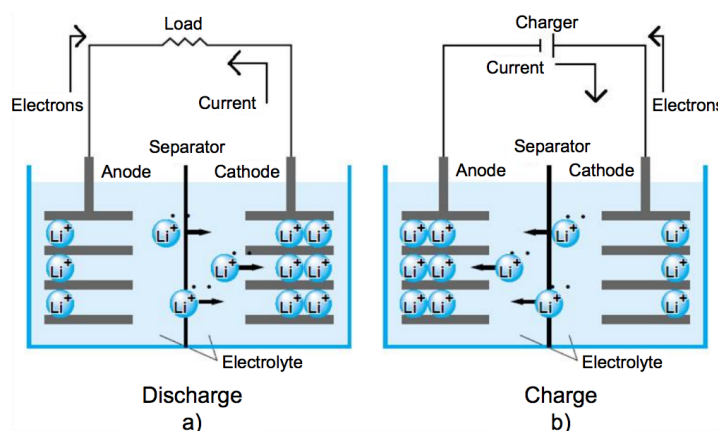 Load
Electrons
Current
Separator
Anode
Cathode
Li+
Li+
Li+
Li+
Li+
Li+
Li+
Li+
Li+
Li+
Li+
Li+
Electrolyte
Discharge
a)
Charger
Current
Electrons
Separator
Anode
Cathode
Li+
Li+
Li+
Li+
Li+
Li+
Li+
Li+
Li+
Li+
Li+
Li+
Electrolyte
Charge
b)